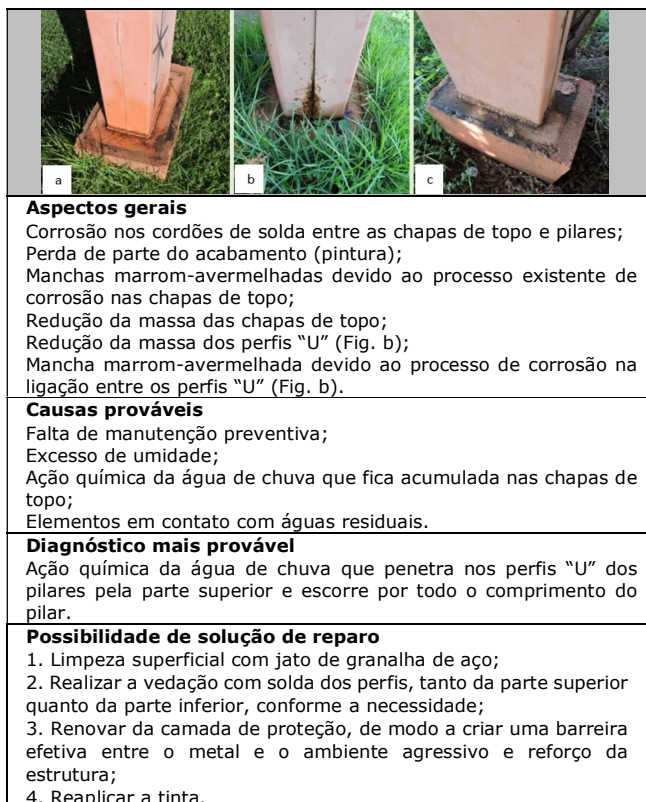 a
b
c
Aspectos gerais
Corrosão nos cordões de solda entre as chapas de topo e pilares;
Perda de parte do acabamento (pintura);
Manchas marrom-avermelhadas devido ao processo existente de
corrosão nas chapas de topo;
Redução da massa das chapas de topo;
Redução da massa dos perfis “U” (Fig. b);
Mancha marrom-avermelhada devido ao processo de corrosão na
ligação entre os perfis “U” (Fig. b).
Causas prováveis
Falta de manutenção preventiva;
Excesso de umidade;
Ação química da água de chuva que fica acumulada nas chapas de
topo;
Elementos em contato com águas residuais.
Diagnóstico mais provável
Ação química da água de chuva que penetra nos perfis “U” dos
pilares pela parte superior e escorre por todo o comprimento do
pilar.
Possibilidade de solução de reparo
1. Limpeza superficial com jato de granalha de aço;
2. Realizar a vedação com solda dos perfis, tanto da parte superior
quanto da parte inferior, conforme a necessidade;
3. Renovar da camada de proteção, de modo a criar uma barreira
efetiva entre o metal e o ambiente agressivo e reforço da
estrutura;
4. Reaplicar a tinta.